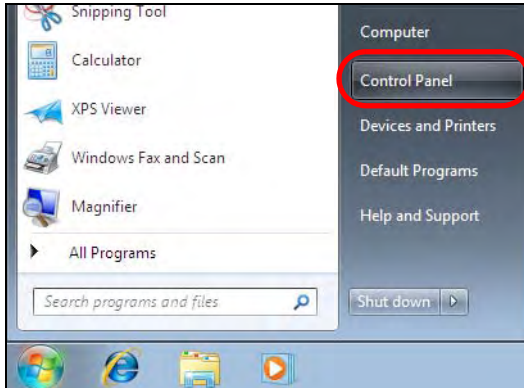 Snipping Tool
Calculator
XPS Viewer
Windows Fax and Scan
Magnifier
All Programs
Search programs and files
Computer
Control Panel
Devices and Printers
Default Programs
Help and Support
Shut down